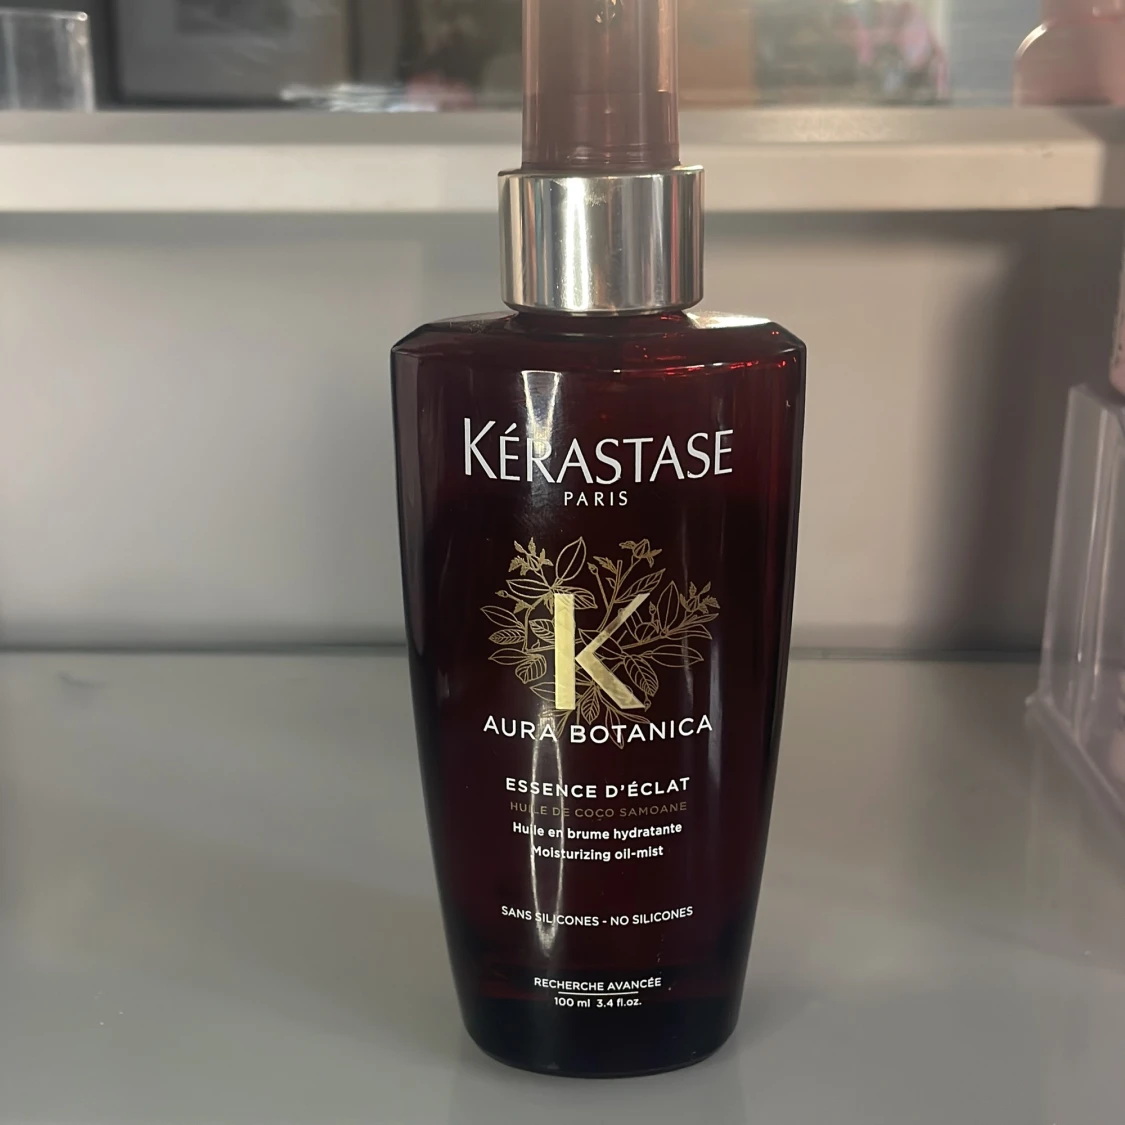 KÉRASTASE
PARIS
K
AURA BOTANICA
ESSENCE D'ÉCLAT
HUILE DE COCO SAMOANE
Huile en brume hydratante
Moisturizing oil-mist
SANS SILICONES - NO SILICONES
RECHERCHE AVANCÉE
100 ml 3.4 fl.oz.